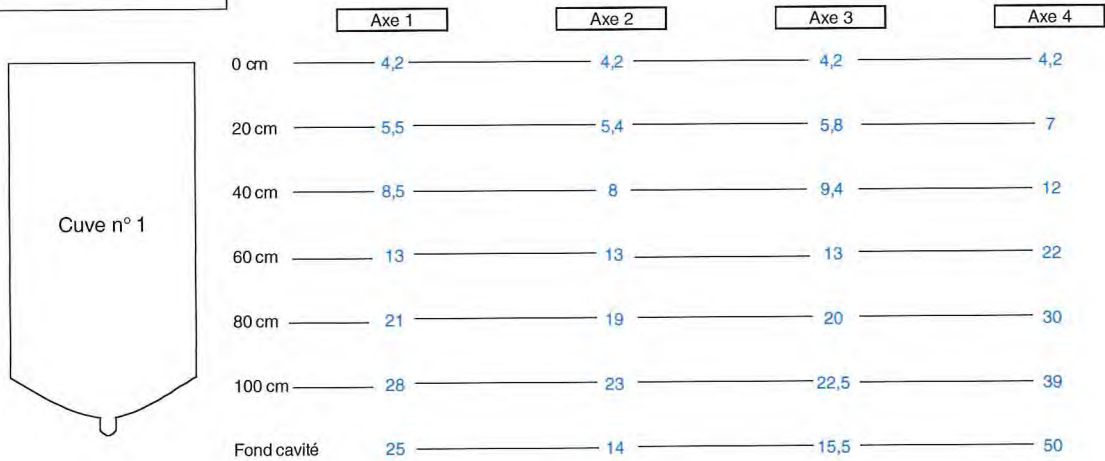 Axe 1 Axe 2 Axe 3 Axe 4
0 cm 4,2 4,2 4,2 4,2
20 cm 5,5 5,4 5,8 7
40 cm 8,5 8 9,4 12
Cuve n° 1
60 cm 13 13 13 22
80 cm 21 19 20 30
100 cm 28 23 22,5 39
Fond cavité 25 14 15,5 50